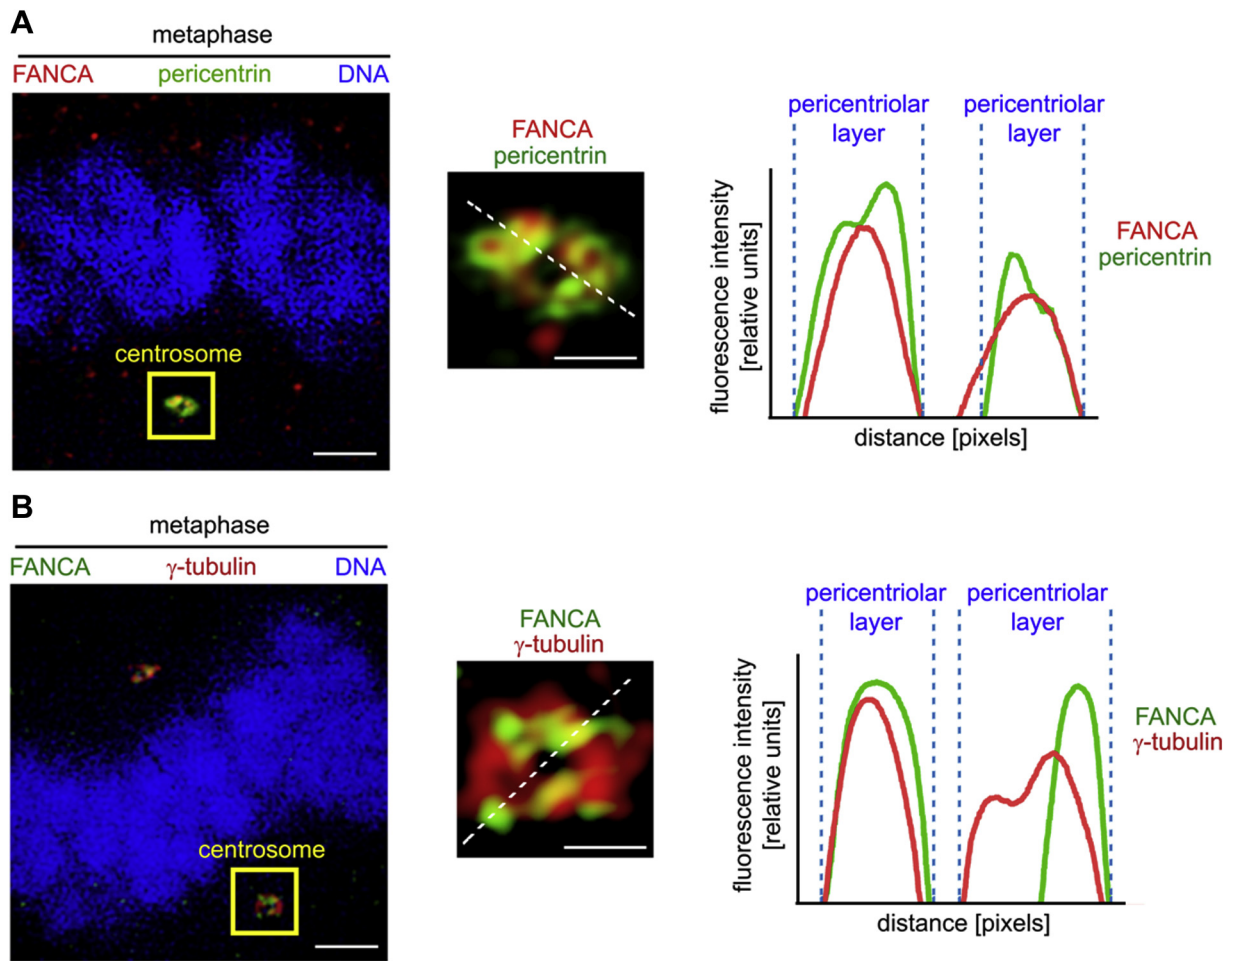 A
metaphase
FANCA pericentrin DNA
centrosome
FANCA
pericentrin
pericentriolar layer
pericentriolar layer
fluorescence intensity
[relative units]
distance [pixels]
FANCA
pericentrin
B
metaphase
FANCA γ-tubulin DNA
centrosome
FANCA
γ-tubulin
pericentriolar layer
pericentriolar layer
fluorescence intensity
[relative units]
distance [pixels]
FANCA
γ-tubulin